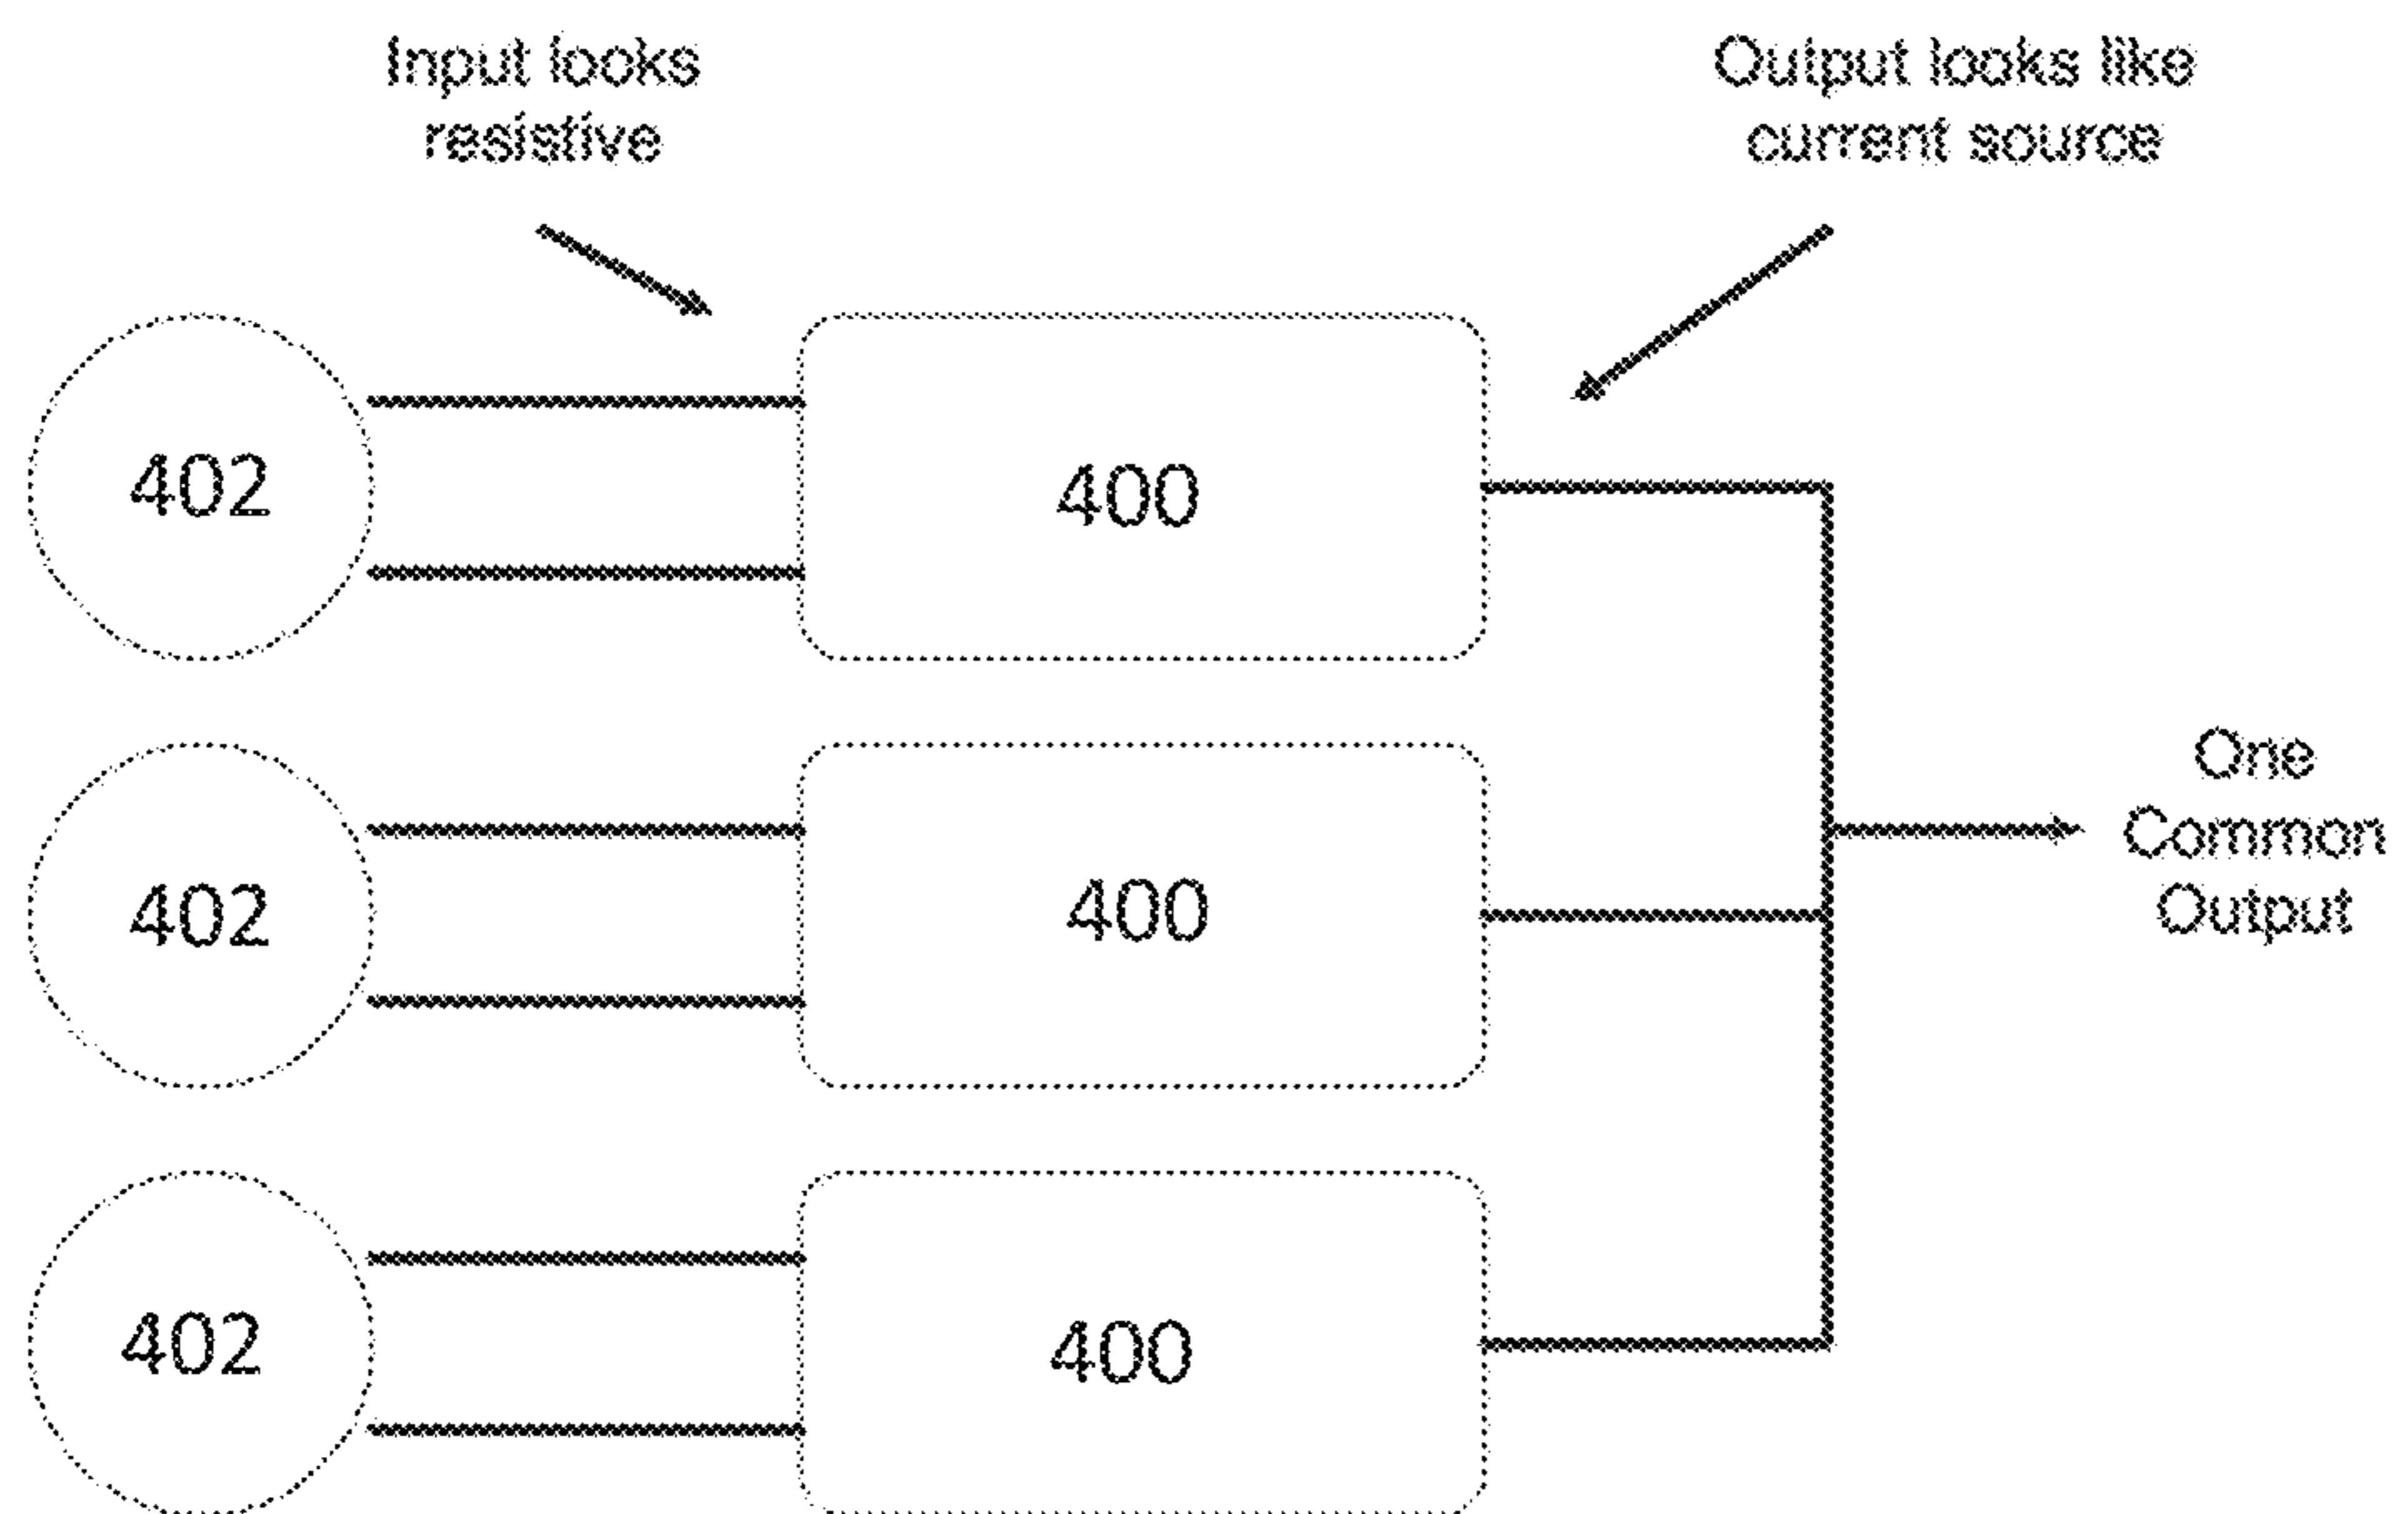 Input looks
resistive
Output looks like
current source
402
400
402
400
One
Common
Output
402
400